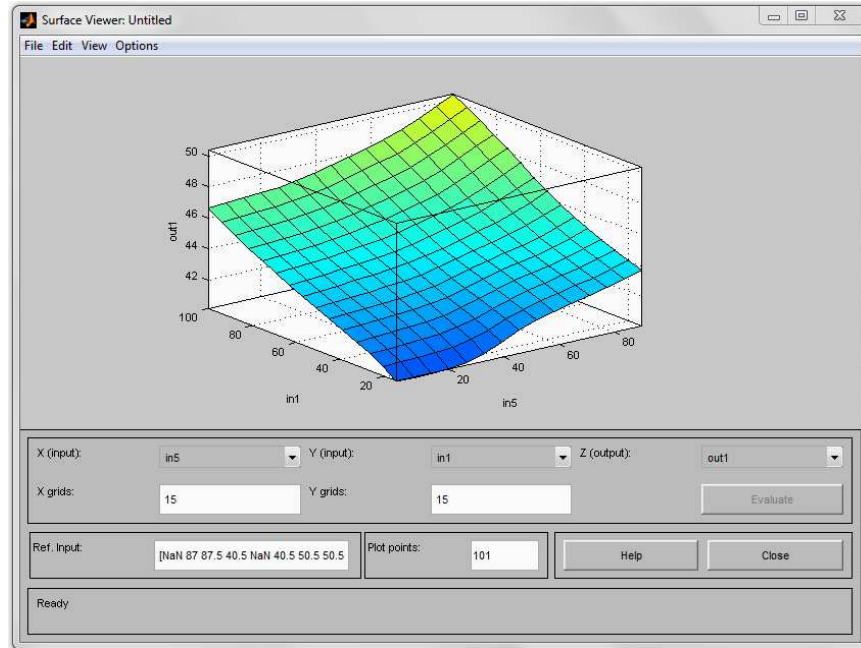 Surface Viewer: Untitled
File Edit View Options
50
48
46
44
42
out1
100
80
60
40
20
in1
20
40
60
80
in5
X (input): in5 Y (input): in1 Z (output): out1
X grids: 15 Y grids: 15 Evaluate
Ref. Input: [NaN 87 87.5 40.5 NaN 40.5 50.5 50.5 Plot points: 101 Help Close
Ready